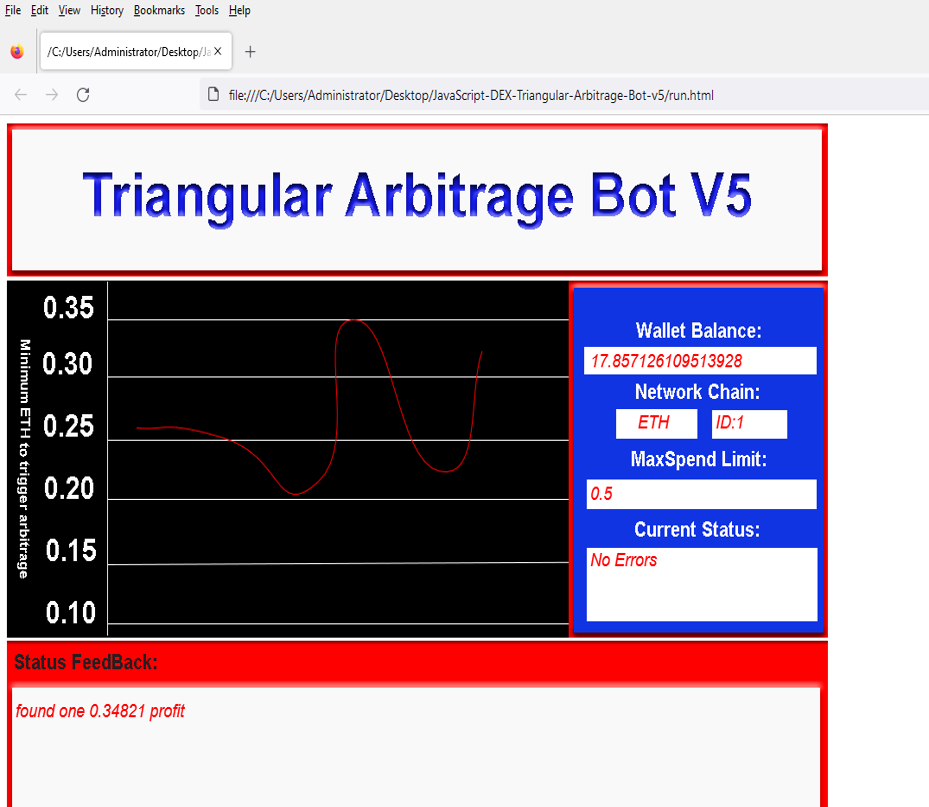 File Edit View History Bookmarks Tools Help
/C:/Users/Administrator/Desktop/Ja
file:///C:/Users/Administrator/Desktop/JavaScript-DEX-Triangular-Arbitrage-Bot-v5/run.html
Triangular Arbitrage Bot V5
Minimum ETH to trigger arbitrage
0.35
0.30
0.25
0.20
0.15
0.10
Wallet Balance:
17.857126109513928
Network Chain:
ETH ID:1
MaxSpend Limit:
0.5
Current Status:
No Errors
Status FeedBack:
found one 0.34821 profit